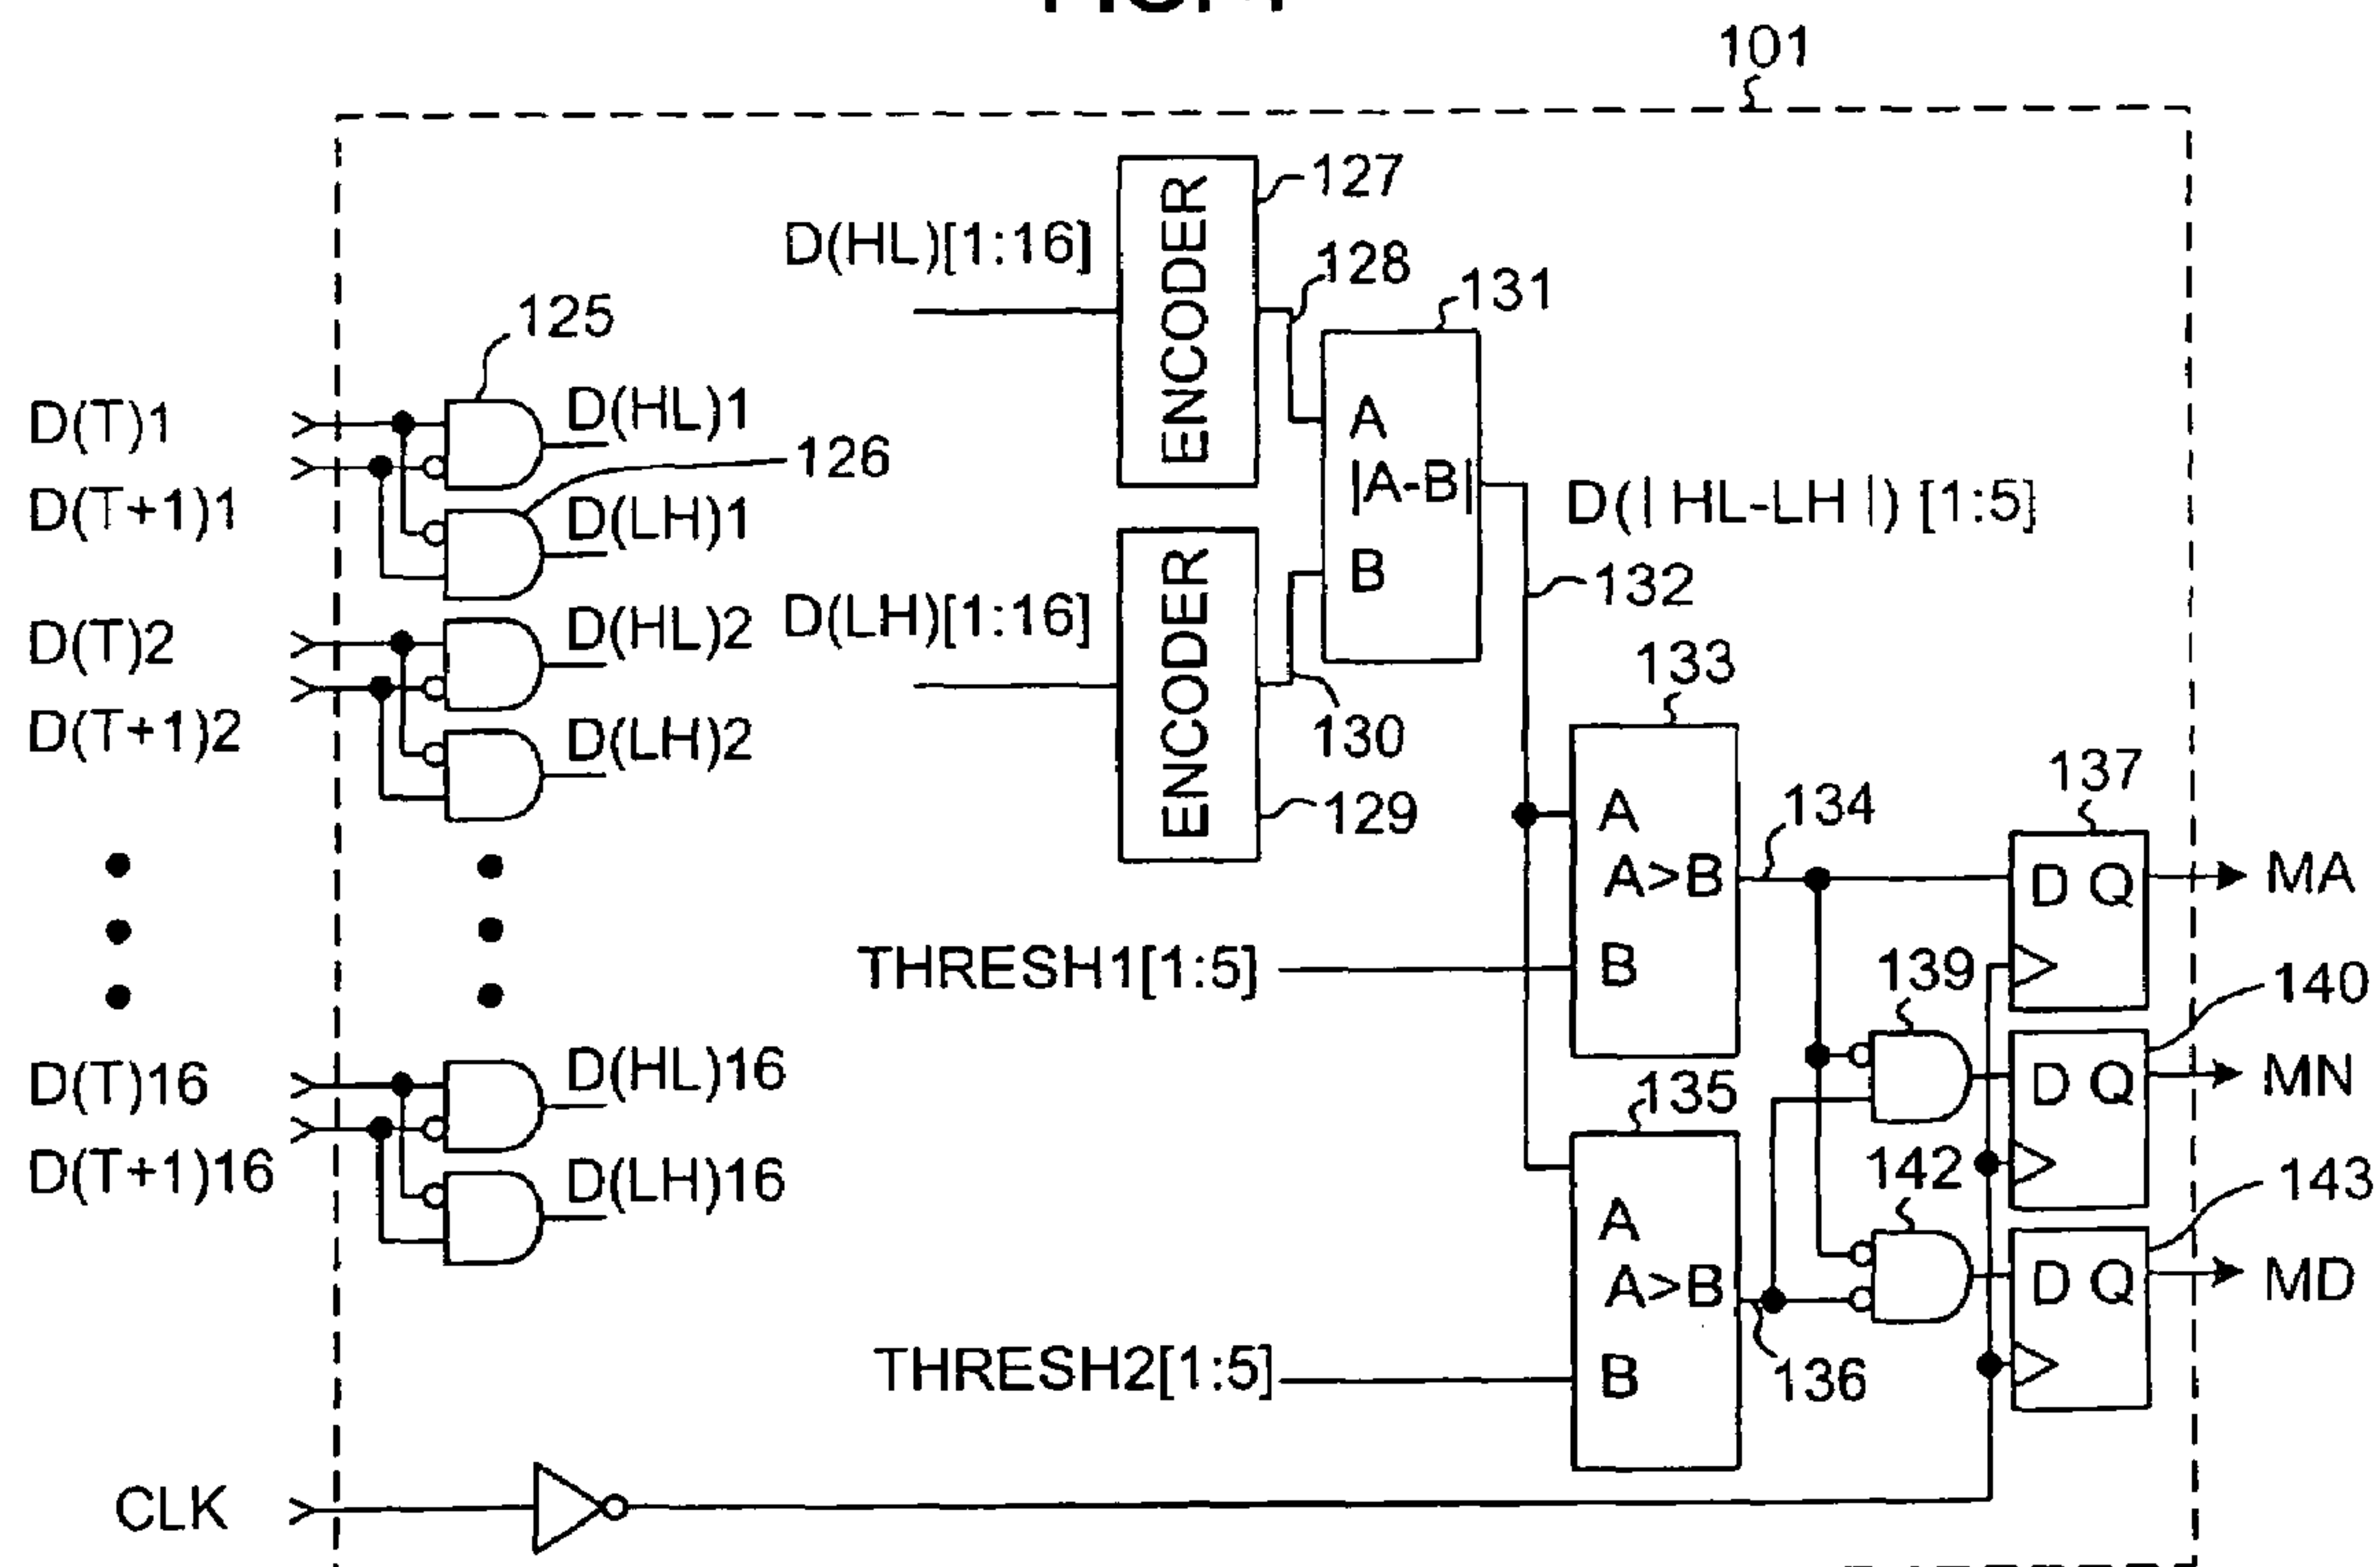 101
127
D(HL)[1:16]
ENCODER
128
131
125
D(T)1
D(HL)1
A
126
|A-B|
D(T+1)1
D(LH)1
D(|HL-LH|) [1:5]
B
132
D(T)2
D(HL)2
D(LH)[1:16]
ENCODER
133
D(T+1)2
D(LH)2
130
137
129
A
134
A>B
D Q
MA
THRESH1[1:5]
B
139
140
D(T)16
D(HL)16
D Q
MN
135
D(T+1)16
D(LH)16
142
143
A
A>B
D Q
MD
THRESH2[1:5]
B
136
CLK